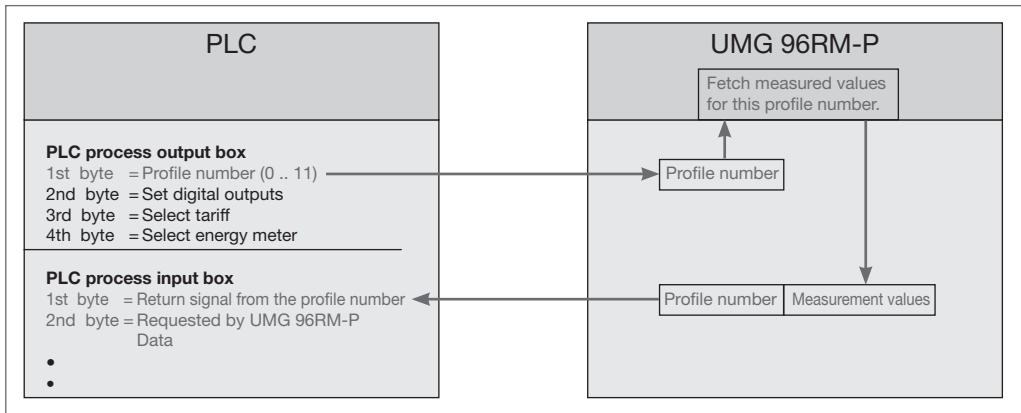 PLC
PLC process output box
1st byte = Profile number (0 .. 11)
2nd byte = Set digital outputs
3rd byte = Select tariff
4th byte = Select energy meter
PLC process input box
1st byte = Return signal from the profile number
2nd byte = Requested by UMG 96RM-P
Data
•
•
UMG 96RM-P
Fetch measured values
for this profile number.
Profile number
Profile number Measurement values